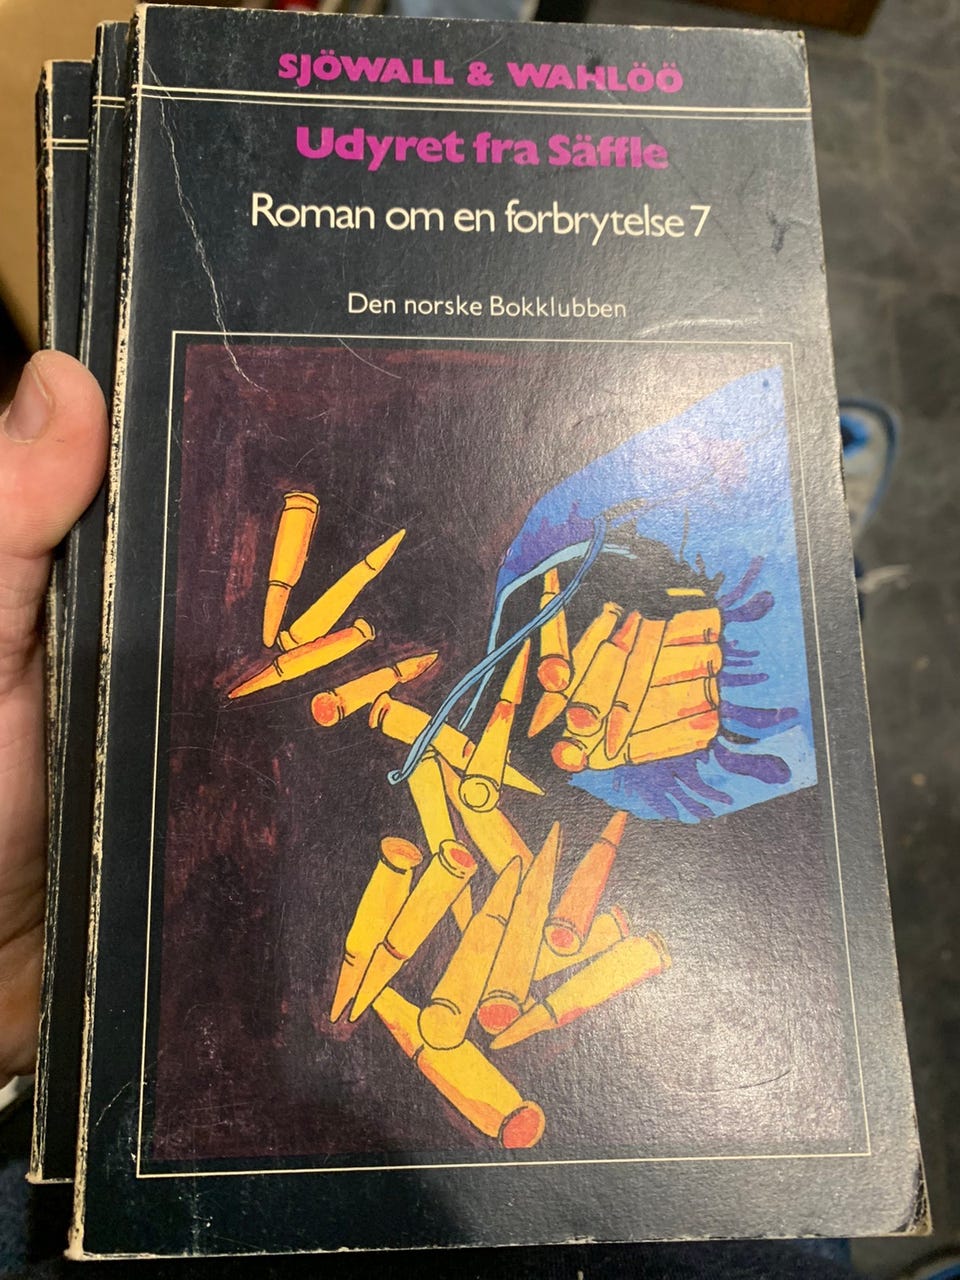 SJÖWALL & WAHLÖÖ
Udyret fra Säffle
Roman om en forbrytelse 7
Den norske Bokklubben